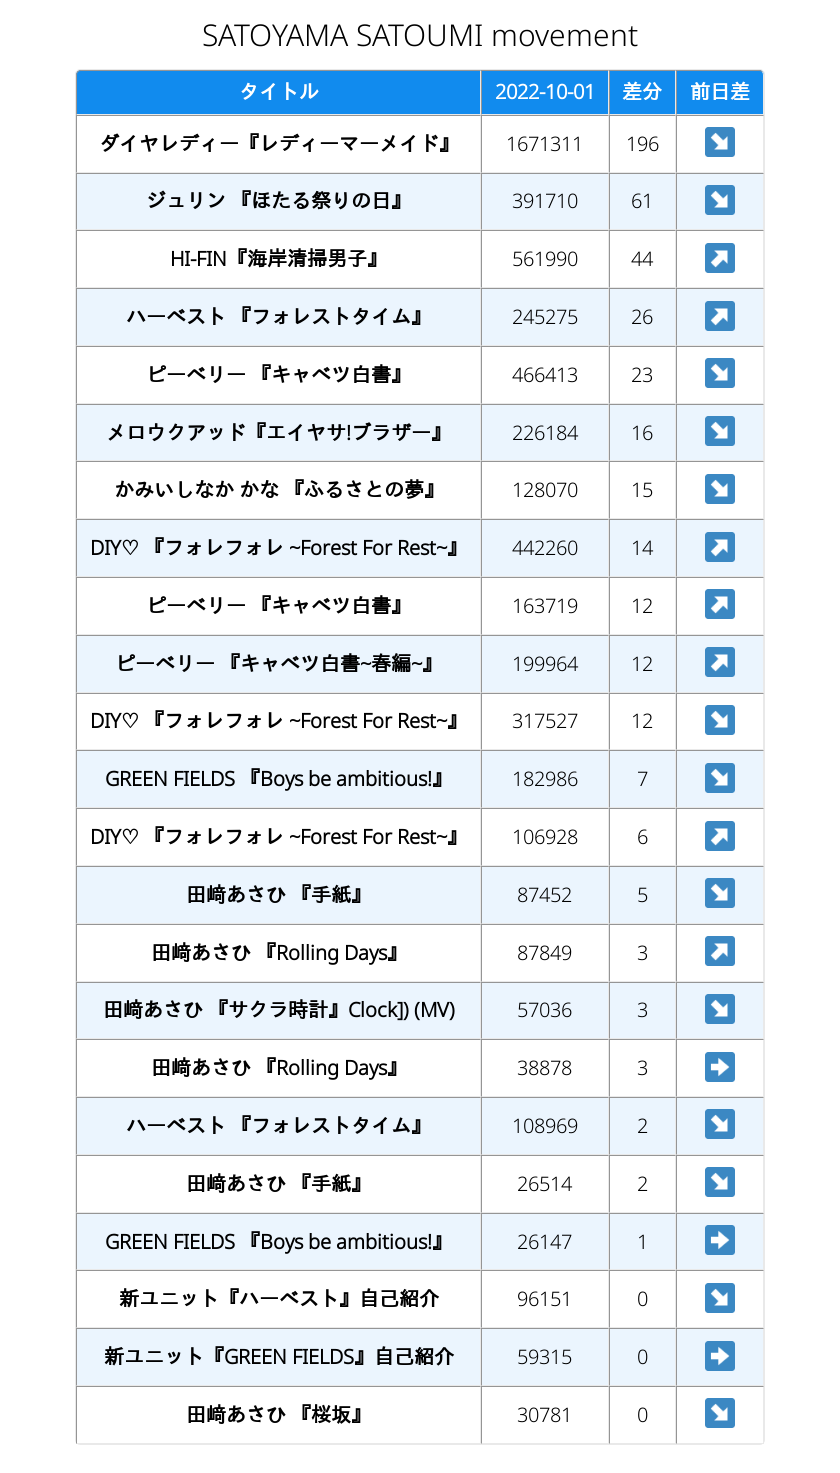 SATOYAMA SATOUMI movement
タイトル 2022-10-01 差分 前日差
ダイヤレディー『レディーマーメイド』 1671311 196 ↘
ジュリン 『ほたる祭りの日』 391710 61 ↘
HI-FIN『海岸清掃男子』 561990 44 ↗
ハーベスト 『フォレストタイム』 245275 26 ↗
ピーベリー 『キャベツ白書』 466413 23 ↘
メロウクアッド『エイヤサ!ブラザー』 226184 16 ↘
かみいしなか かな 『ふるさとの夢』 128070 15 ↘
DIY♡ 『フォレフォレ ~Forest For Rest~』 442260 14 ↗
ピーベリー 『キャベツ白書』 163719 12 ↗
ピーベリー 『キャベツ白書~春編~』 199964 12 ↗
DIY♡ 『フォレフォレ ~Forest For Rest~』 317527 12 ↘
GREEN FIELDS 『Boys be ambitious!』 182986 7 ↘
DIY♡ 『フォレフォレ ~Forest For Rest~』 106928 6 ↗
田﨑あさひ 『手紙』 87452 5 ↘
田﨑あさひ 『Rolling Days』 87849 3 ↗
田﨑あさひ 『サクラ時計』Clock]) (MV) 57036 3 ↘
田﨑あさひ 『Rolling Days』 38878 3 ➡
ハーベスト 『フォレストタイム』 108969 2 ↘
田﨑あさひ 『手紙』 26514 2 ↘
GREEN FIELDS 『Boys be ambitious!』 26147 1 ➡
新ユニット『ハーベスト』自己紹介 96151 0 ↘
新ユニット『GREEN FIELDS』自己紹介 59315 0 ➡
田﨑あさひ 『桜坂』 30781 0 ↘